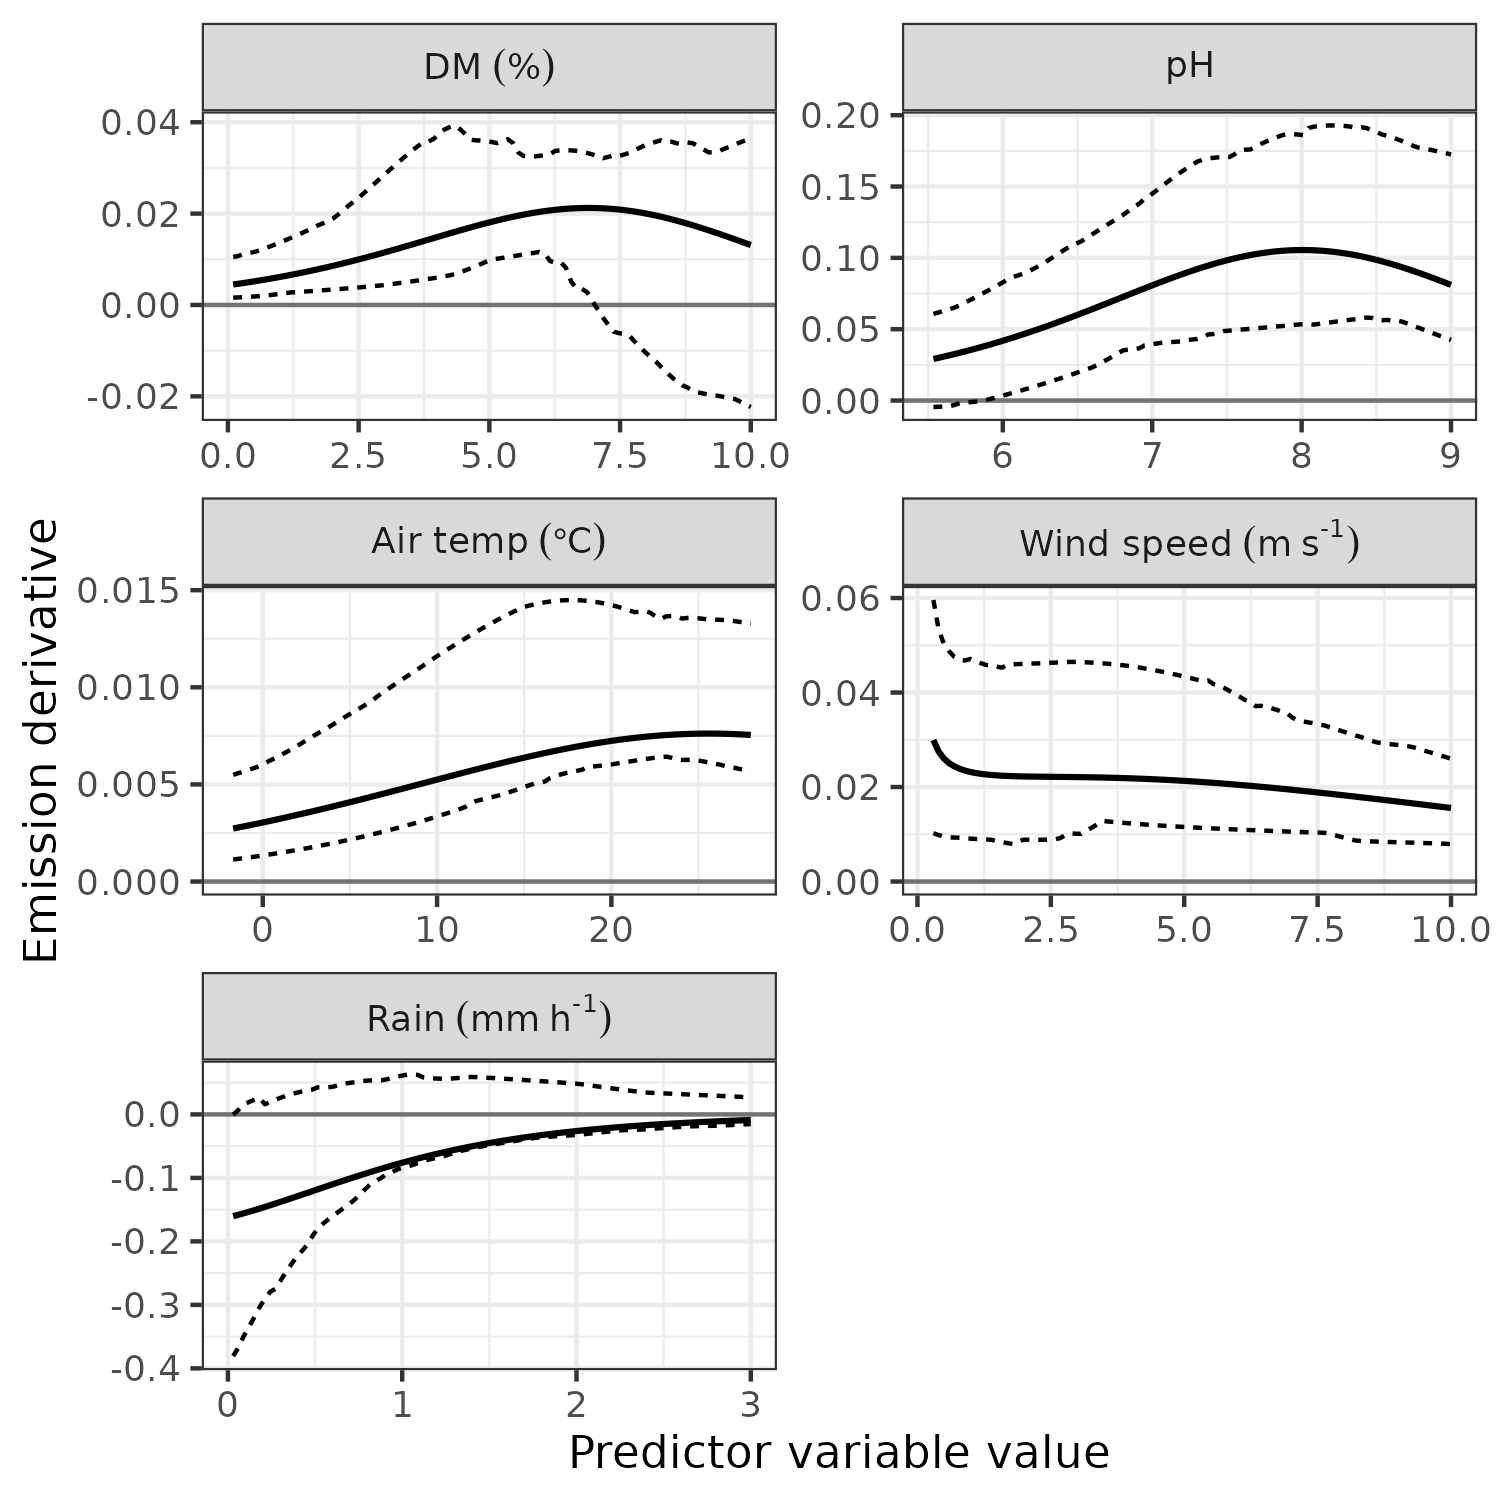 DM (%)
pH
0.04
0.02
0.00
-0.02
0.0 2.5 5.0 7.5 10.0
0.20
0.15
0.10
0.05
0.00
6 7 8 9
Air temp (°C)
Wind speed (m s-1)
0.015
0.010
0.005
0.000
0 10 20
0.06
0.04
0.02
0.00
0.0 2.5 5.0 7.5 10.0
Emission derivative
Rain (mm h-1)
0.0
-0.1
-0.2
-0.3
-0.4
0 1 2 3
Predictor variable value